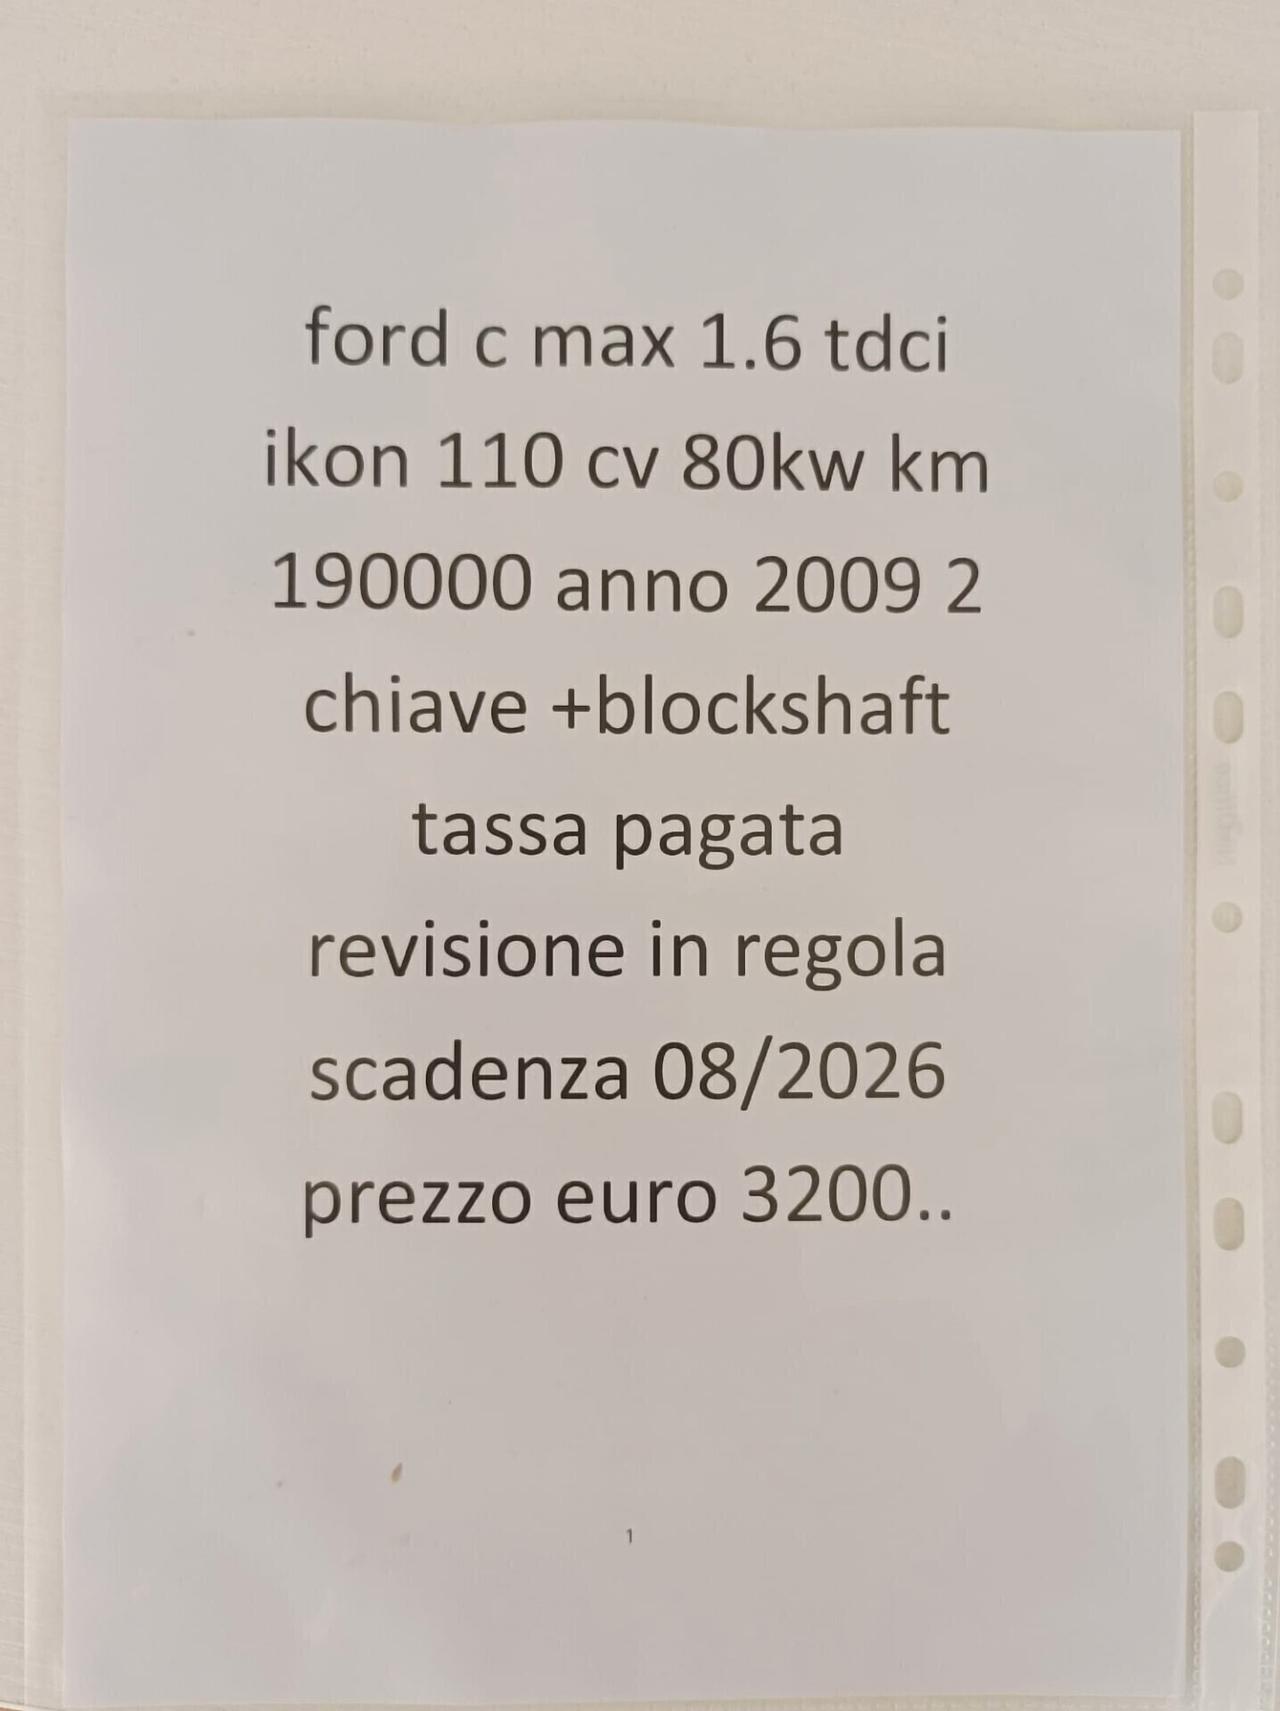 ford c max 1.6 tdci
ikon 110 cv 80kw km
190000 anno 2009 2
chiave +blockshaft
tassa pagata
revisione in regola
scadenza 08/2026
prezzo euro 3200..
1